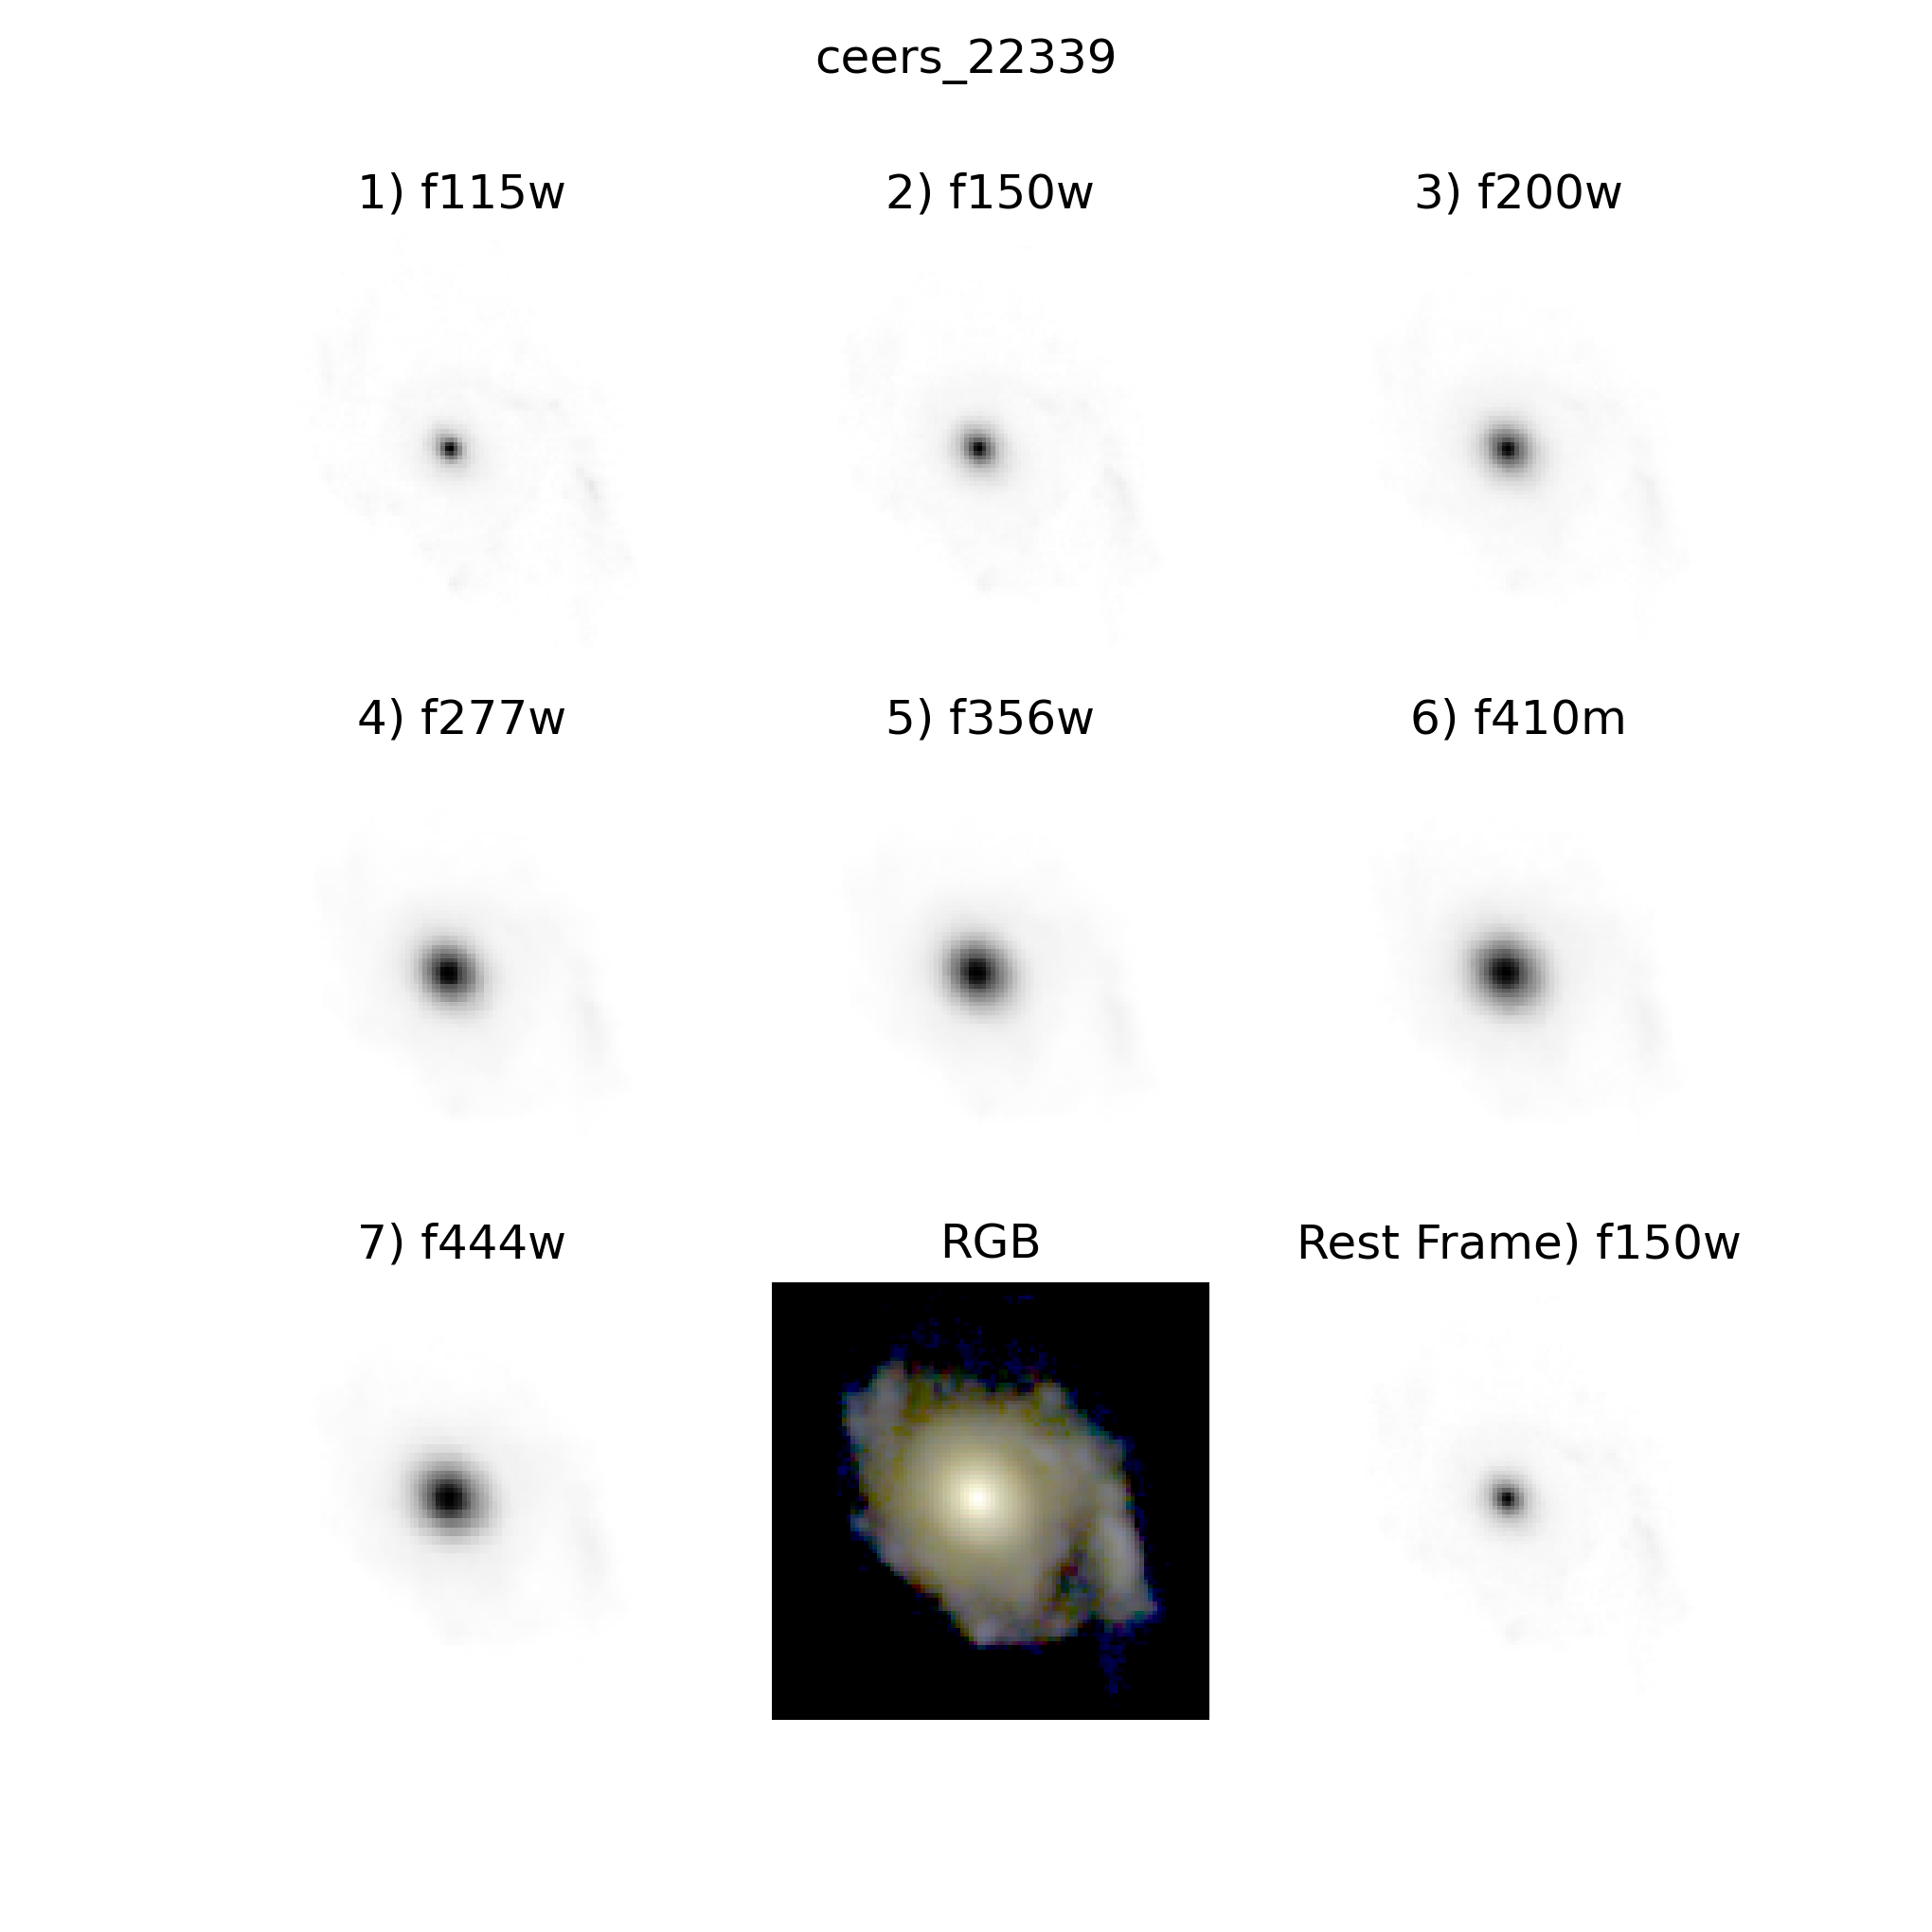 ceers_22339
1) f115w
2) f150w
3) f200w
4) f277w
5) f356w
6) f410m
7) f444w
RGB
Rest Frame) f150w